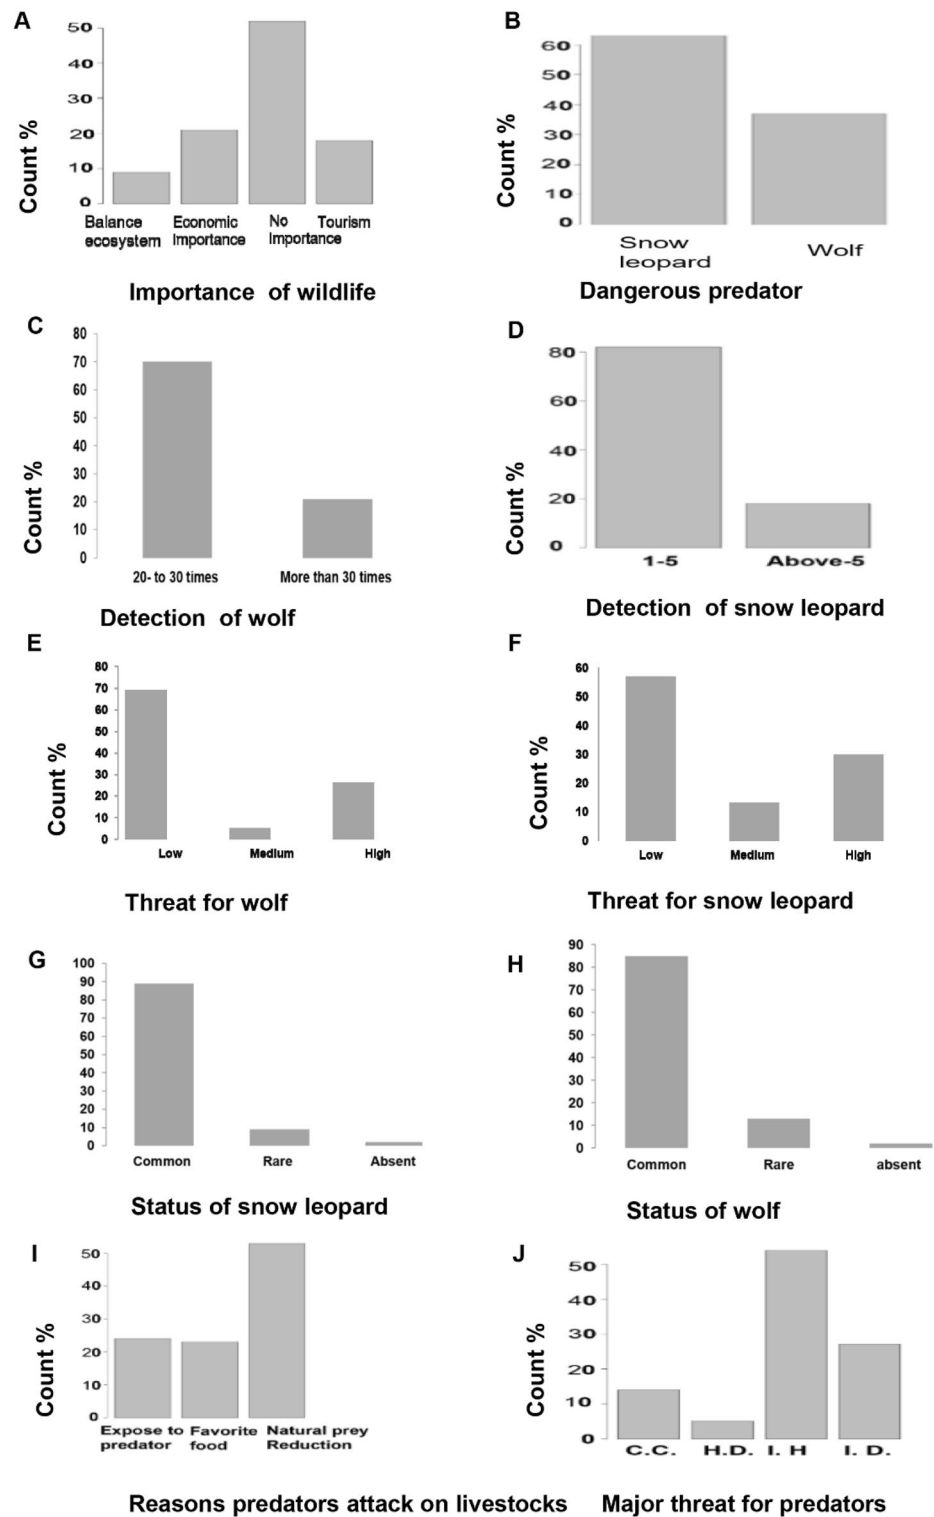 A
50
40
30
20
10
0
Count %
Balance
ecosystem
Economic
Importance
No
Importance
Tourism
Importance of wildlife
B
60
50
40
30
20
10
0
Count %
Snow
leopard
Wolf
Dangerous predator
C
80
70
60
50
40
30
20
10
0
Count %
20- to 30 times
More than 30 times
Detection of wolf
D
80
60
40
20
0
Count %
1-5
Above-5
Detection of snow leopard
E
80
70
60
50
40
30
20
10
0
Count %
Low
Medium
High
Threat for wolf
F
60
50
40
30
20
10
0
Count %
Low
Medium
High
Threat for snow leopard
G
100
90
80
70
60
50
40
30
20
10
0
Common
Rare
Absent
Status of snow leopard
H
90
80
70
60
50
40
30
20
10
0
Common
Rare
absent
Status of wolf
I
50
40
30
20
10
0
Count %
Expose to
predator
Favorite
food
Natural prey
Reduction
Reasons predators attack on livestocks
J
50
40
30
20
10
0
Count %
C.C.
H.D.
I. H
I. D.
Major threat for predators